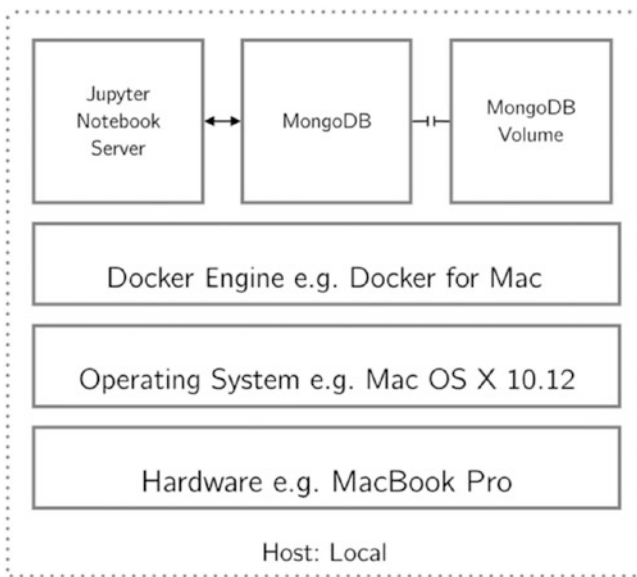 Jupyter
Notebook
Server
MongoDB
MongoDB
Volume
Docker Engine e.g. Docker for Mac
Operating System e.g. Mac OS X 10.12
Hardware e.g. MacBook Pro
Host: Local